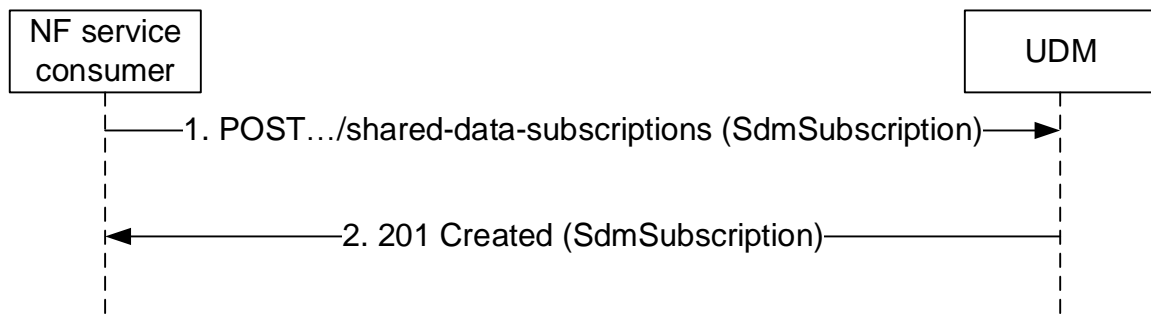 NF service
consumer
UDM
1. POST…/shared-data-subscriptions (SdmSubscription)
2. 201 Created (SdmSubscription)